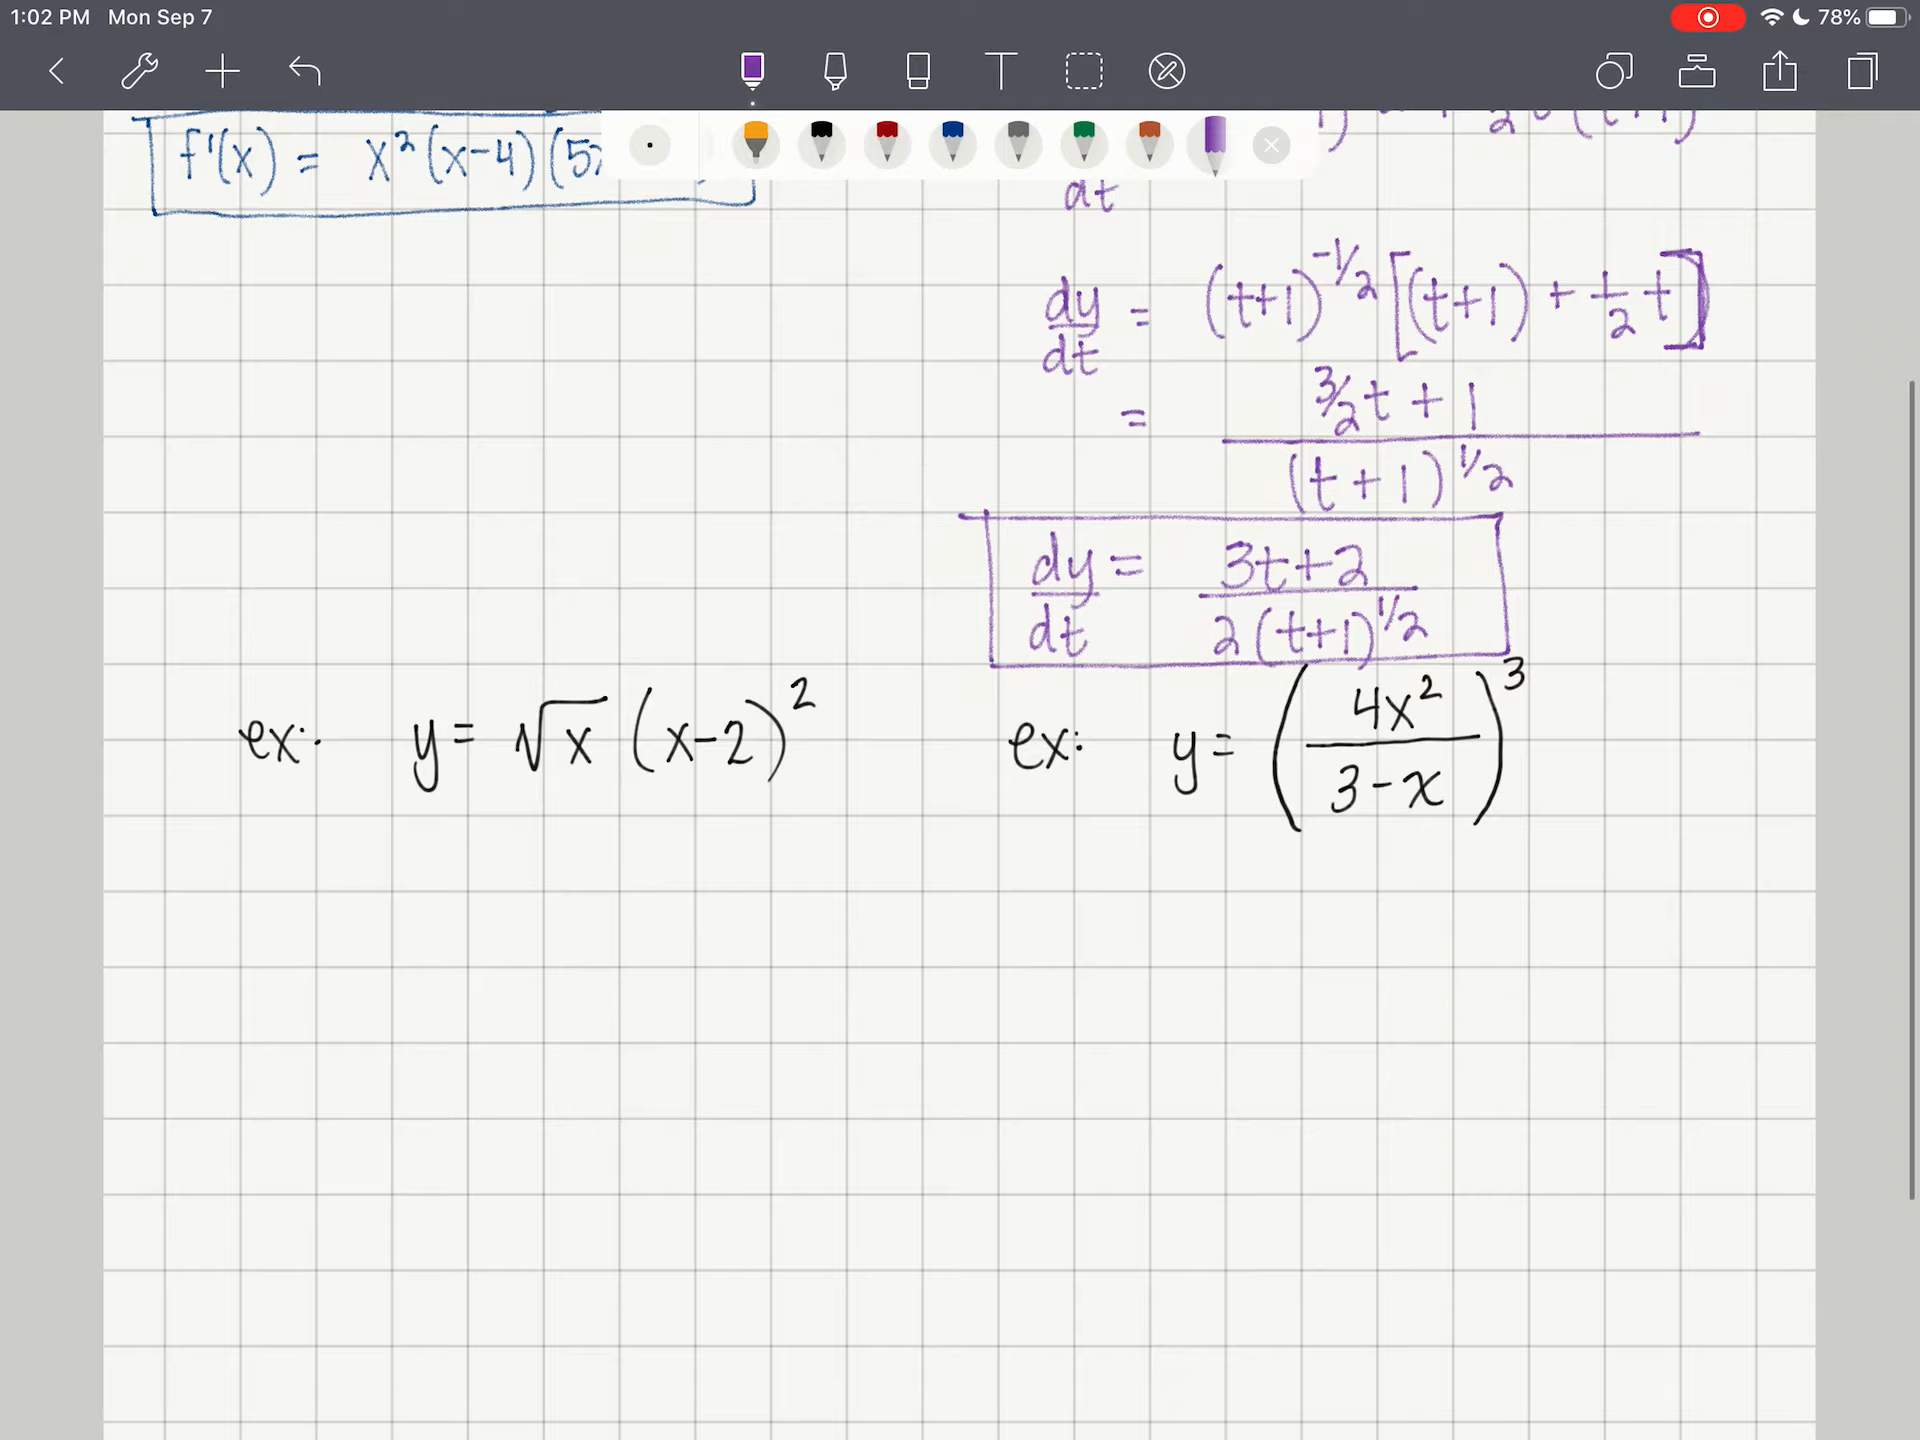 1:02 PM Mon Sep 7
78%
f'(x) = x²(x-4)(5
dt
dy/dt = (t+1)^-1/2 [(t+1) + 1/2 t]
= (3/2 t + 1)/(t+1)^1/2
dy/dt = (3t+2)/(2(t+1)^1/2)
ex: y = √x (x-2)²
ex: y = (4x²/(3-x))³